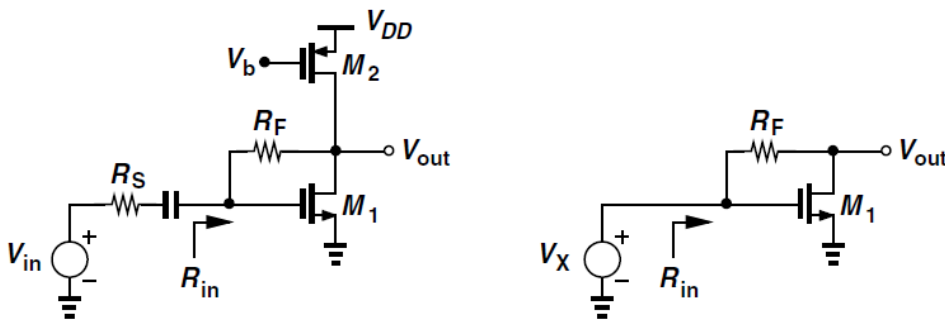 VDD
Vb
M2
RF
Vout
RS
M1
Vin
+
−
Rin
RF
Vout
M1
VX
+
−
Rin